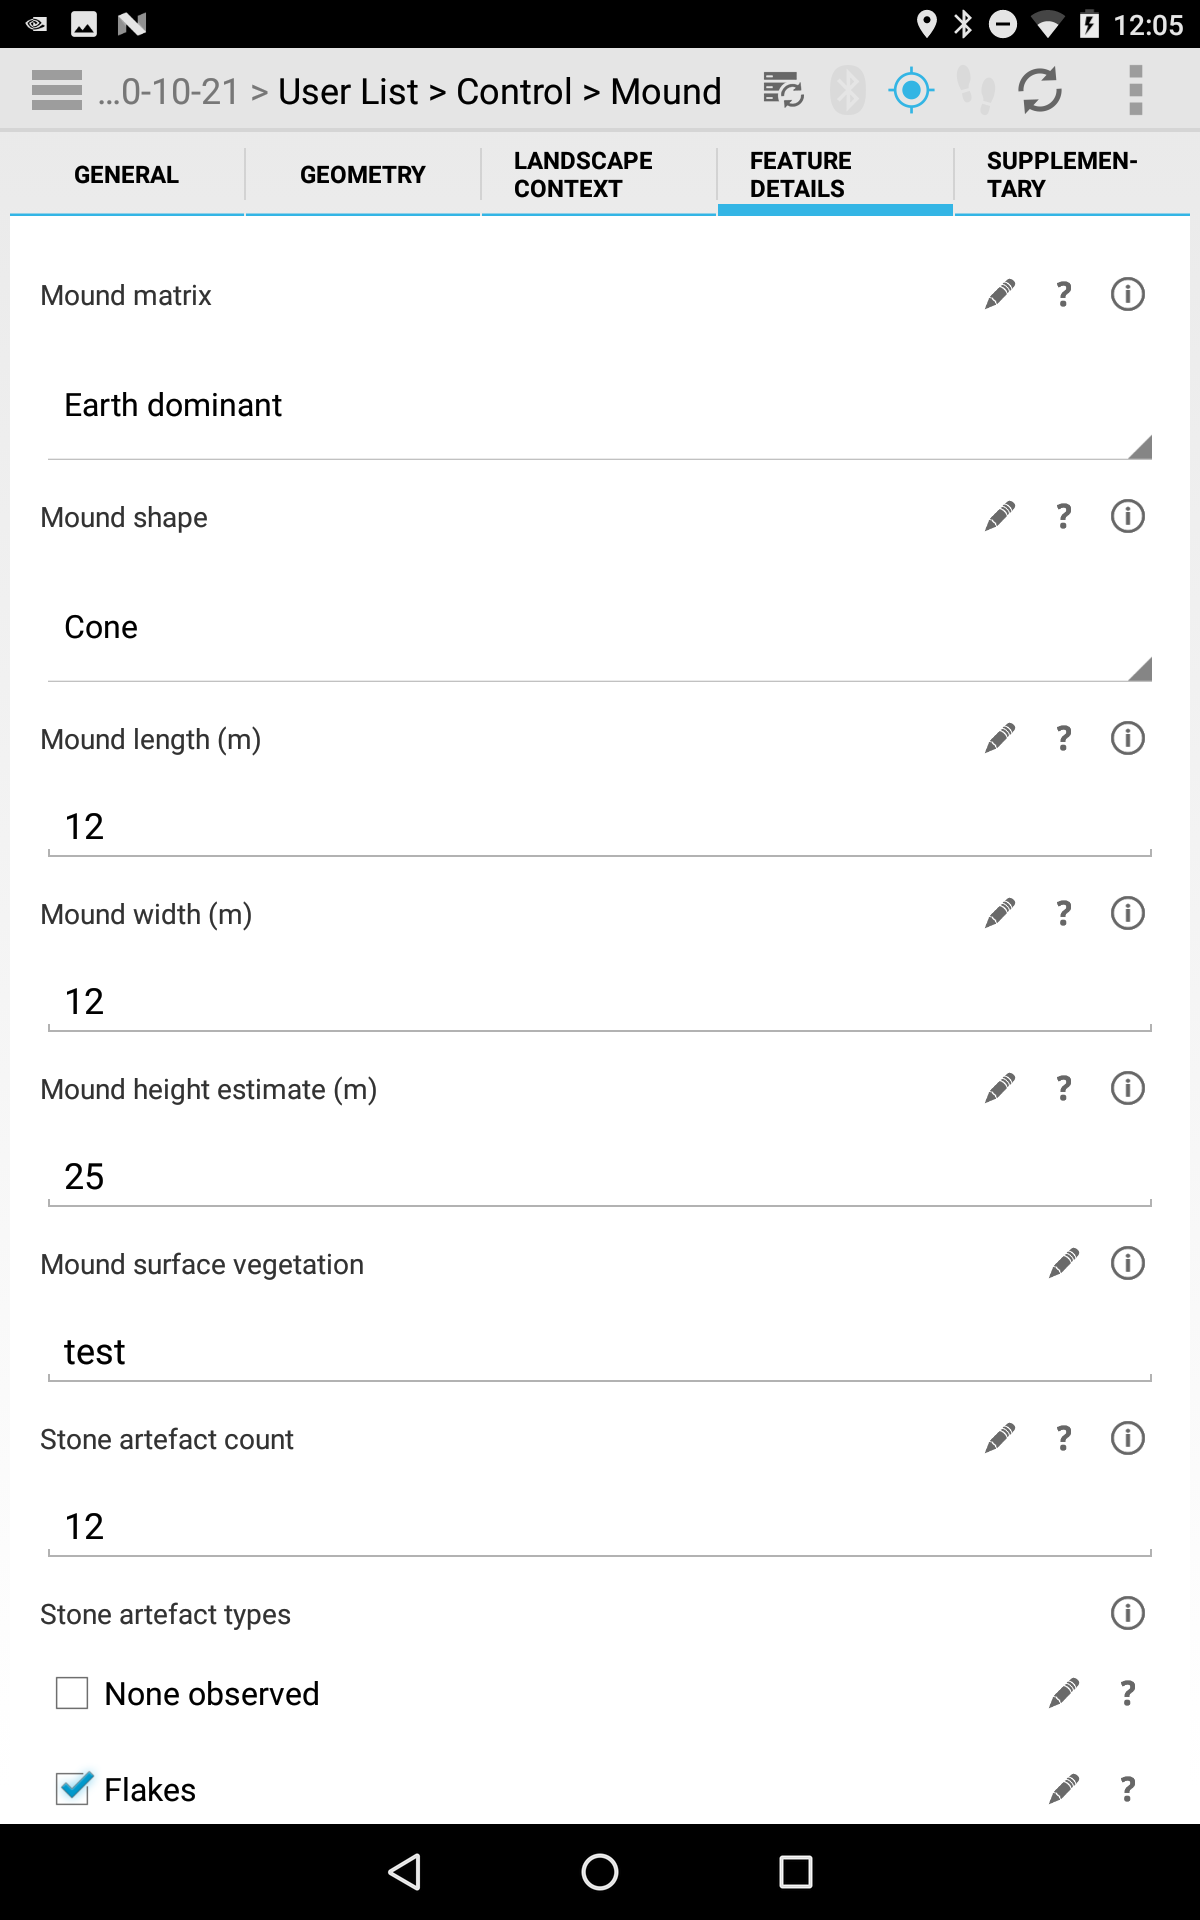 12:05
...0-10-21 > User List > Control > Mound
GENERAL
GEOMETRY
LANDSCAPE
CONTEXT
FEATURE
DETAILS
SUPPLEMEN-
TARY
Mound matrix
?
Earth dominant
Mound shape
?
Cone
Mound length (m)
?
12
Mound width (m)
?
12
Mound height estimate (m)
?
25
Mound surface vegetation
test
Stone artefact count
?
12
Stone artefact types
None observed
?
Flakes
?